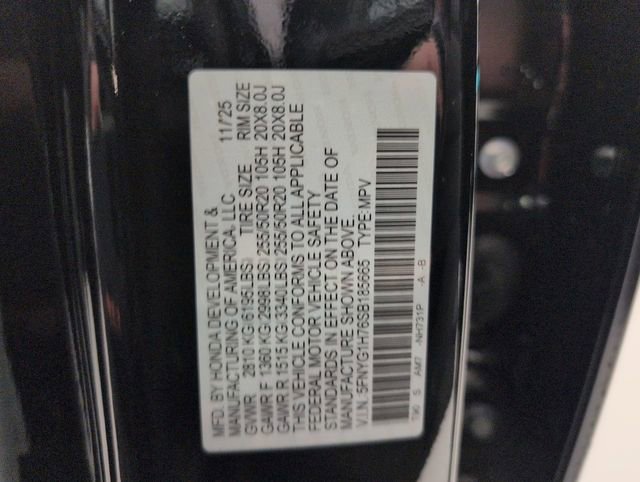 MFD. BY HONDA DEVELOPMENT &
MANUFACTURING OF AMERICA, LLC 11/'25
GVWR 2810 KG(6195LBS) TIRE SIZE RIM SIZE
GAWR F 1360 KG(2998LBS) 255/50R20 105H 20X8.0J
GAWR R 1515 KG(3340LBS) 255/50R20 105H 20X8.0J
THIS VEHICLE CONFORMS TO ALL APPLICABLE
FEDERAL MOTOR VEHICLE SAFETY
STANDARDS IN EFFECT ON THE DATE OF
MANUFACTURE SHOWN ABOVE.
V.I.N. 5FNYG1H76SB185865 TYPE:MPV
T90 S AM7 -NH731P -A -B